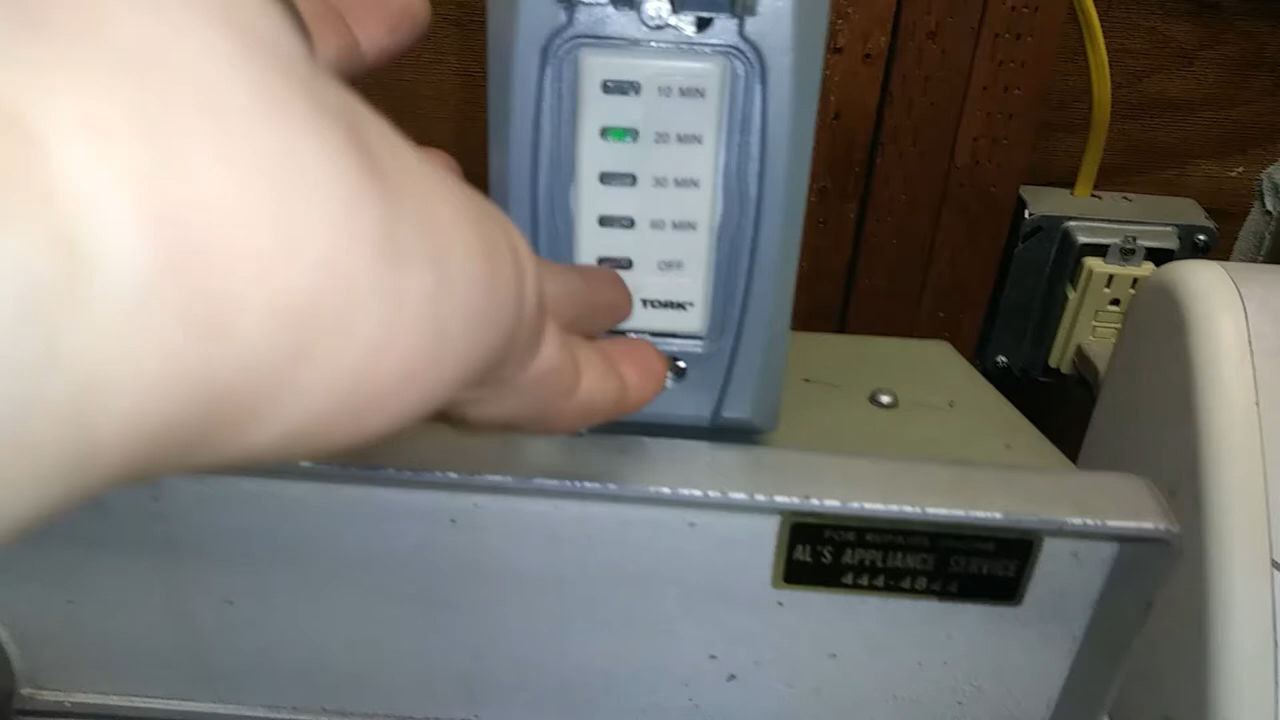 10 MIN
20 MIN
30 MIN
60 MIN
OFF
TORK
FOR REPAIRS PHONE
AL'S APPLIANCE SERVICE
444-4844